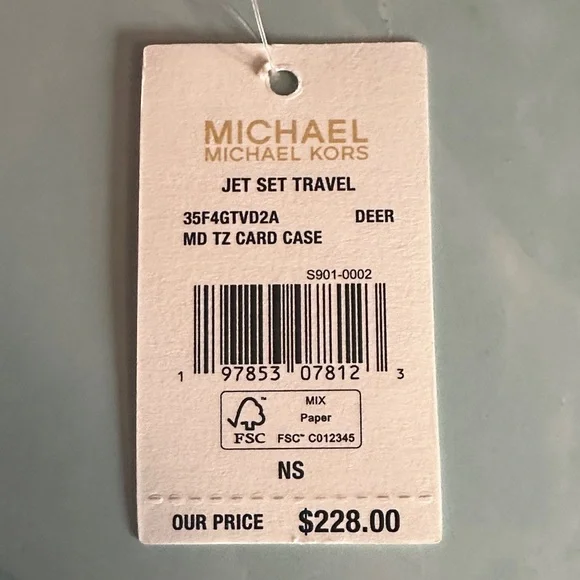 MICHAEL
MICHAEL KORS
JET SET TRAVEL
35F4GTVD2A DEER
MD TZ CARD CASE
S901-0002
1 97853 07812 3
MIX
Paper
FSC™ C012345
FSC
NS
OUR PRICE $228.00